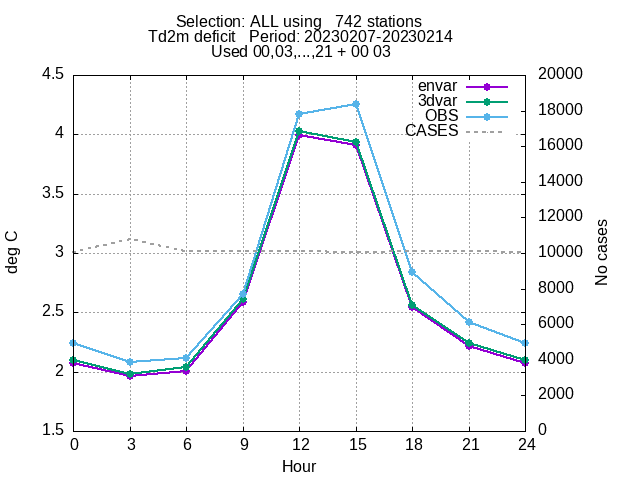 Selection: ALL using   742 stations
Td2m deficit   Period: 20230207-20230214
Used 00,03,...,21 + 00 03
4.5
4
3.5
3
2.5
2
1.5
20000
18000
16000
14000
12000
10000
8000
6000
4000
2000
0
envar
3dvar
OBS
CASES
deg C
No cases
0 3 6 9 12 15 18 21 24
Hour